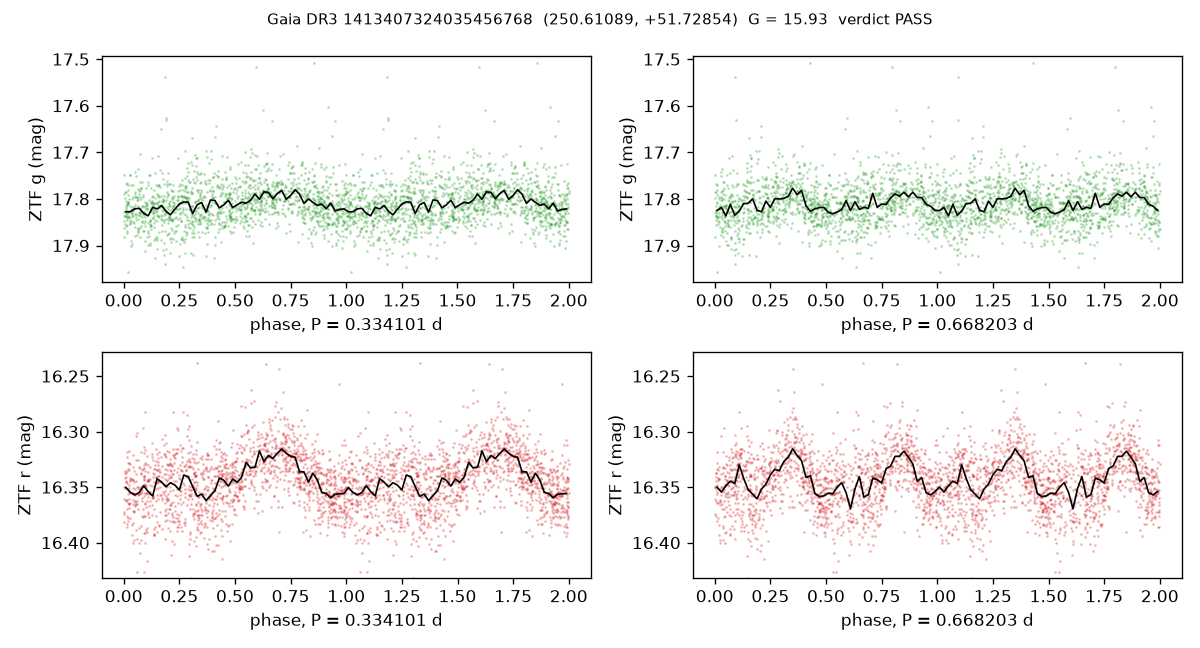 Gaia DR3 1413407324035456768 (250.61089, +51.72854) G = 15.93 verdict PASS
ZTF g (mag)
17.5
17.6
17.7
17.8
17.9
0.00 0.25 0.50 0.75 1.00 1.25 1.50 1.75 2.00
phase, P = 0.334101 d
ZTF g (mag)
17.5
17.6
17.7
17.8
17.9
0.00 0.25 0.50 0.75 1.00 1.25 1.50 1.75 2.00
phase, P = 0.668203 d
ZTF r (mag)
16.25
16.30
16.35
16.40
0.00 0.25 0.50 0.75 1.00 1.25 1.50 1.75 2.00
phase, P = 0.334101 d
ZTF r (mag)
16.25
16.30
16.35
16.40
0.00 0.25 0.50 0.75 1.00 1.25 1.50 1.75 2.00
phase, P = 0.668203 d